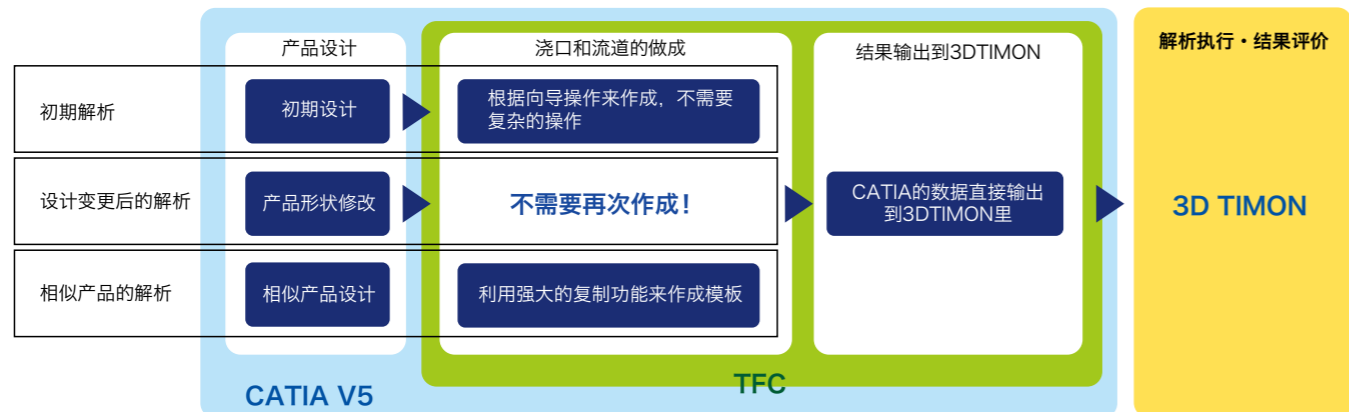 产品设计
浇口和流道的做成
结果输出到3DTIMON
解析执行・结果评价
初期解析
初期设计
根据向导操作来作成，不需要
复杂的操作
设计变更后的解析
产品形状修改
不需要再次作成！
CATIA的数据直接输出
到3DTIMON里
3D TIMON
相似产品的解析
相似产品设计
利用强大的复制功能来作成模板
CATIA V5
TFC